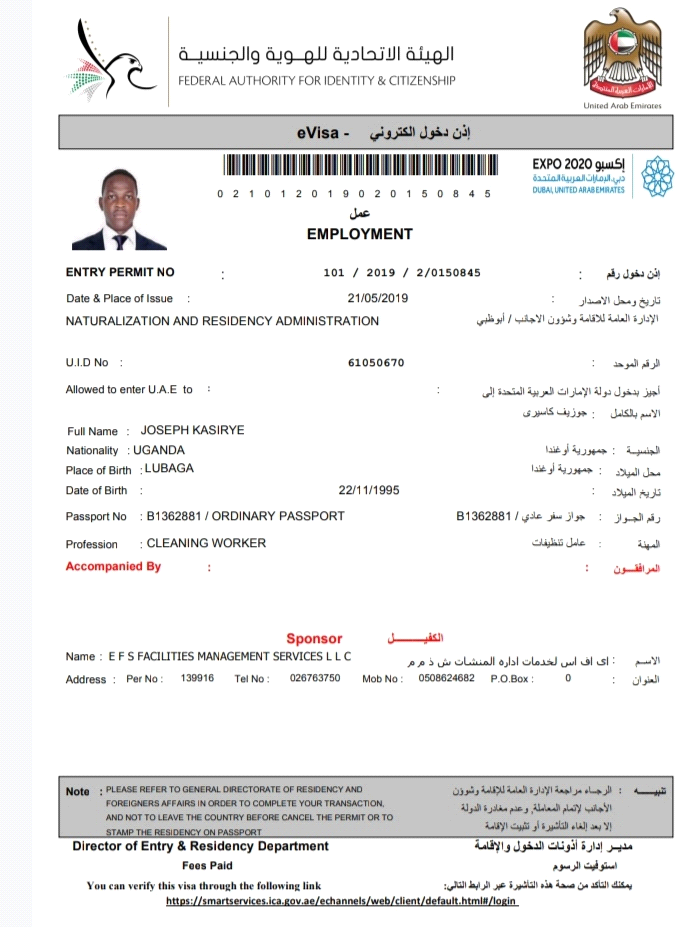 الهيئة الاتحادية للهــوية والجنسيــة
FEDERAL AUTHORITY FOR IDENTITY & CITIZENSHIP
United Arab Emirates
eVisa - إذن دخول الكتروني
EXPO 2020 إكسبو
دبي، الإمارات العربية المتحدة
DUBAI, UNITED ARAB EMIRATES
0 2 1 0 1 2 0 1 9 0 2 0 1 5 0 8 4 5
عمل
EMPLOYMENT
ENTRY PERMIT NO : 101 / 2019 / 2/0150845 : إذن دخول رقم
Date & Place of Issue : 21/05/2019 : تاريخ ومحل الاصدار
NATURALIZATION AND RESIDENCY ADMINISTRATION الإدارة العامة للاقامة وشؤون الاجانب / أبوظبي
U.I.D No : 61050670 : الرقم الموحد
Allowed to enter U.A.E to : : أجيز بدخول دولة الإمارات العربية المتحدة إلى
الاسم بالكامل : جوزيف كاسيرى
Full Name : JOSEPH KASIRYE
Nationality : UGANDA الجنسيــة : جمهورية أوغندا
Place of Birth : LUBAGA محل الميلاد : جمهورية أوغندا
Date of Birth : 22/11/1995 : تاريخ الميلاد
Passport No : B1362881 / ORDINARY PASSPORT رقم الجــواز : جواز سفر عادي / B1362881
Profession : CLEANING WORKER المهنة : عامل تنظيفات
Accompanied By : : المرافقــون
Sponsor الكفيــــل
Name : E F S FACILITIES MANAGEMENT SERVICES L L C الاســم : اى اف اس لخدمات اداره المنشات ش ذ م م
Address : Per No : 139916 Tel No : 026763750 Mob No : 0508624682 P.O.Box : 0 : العنوان
Note : PLEASE REFER TO GENERAL DIRECTORATE OF RESIDENCY AND تنبيـــه : الرجاء مراجعة الإدارة العامة للإقامة وشؤون
FOREIGNERS AFFAIRS IN ORDER TO COMPLETE YOUR TRANSACTION, الأجانب لإتمام المعاملة، وعدم مغادرة الدولة
AND NOT TO LEAVE THE COUNTRY BEFORE CANCEL THE PERMIT OR TO إلا بعد إلغاء التأشيرة أو تثبيت الإقامة
STAMP THE RESIDENCY ON PASSPORT
Director of Entry & Residency Department مديــر إدارة أذونات الدخول والإقامة
Fees Paid استوفيت الرسوم
You can verify this visa through the following link يمكنك التأكد من صحة هذه التأشيرة عبر الرابط التالي:
https://smartservices.ica.gov.ae/echannels/web/client/default.html#/login